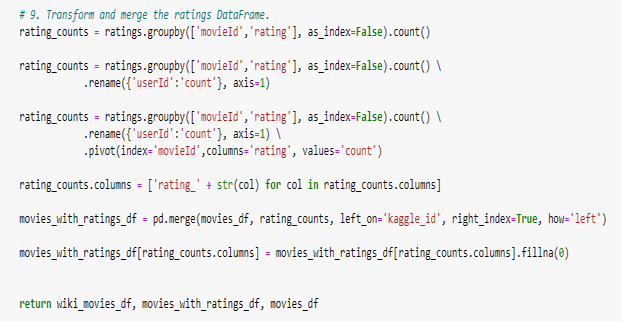 # 9. Transform and merge the ratings DataFrame.
rating_counts = ratings.groupby(['movieId','rating'], as_index=False).count()
rating_counts = ratings.groupby(['movieId','rating'], as_index=False).count() \
.rename({'userId':'count'}, axis=1)
rating_counts = ratings.groupby(['movieId','rating'], as_index=False).count() \
.rename({'userId':'count'}, axis=1) \
.pivot(index='movieId',columns='rating', values='count')
rating_counts.columns = ['rating_' + str(col) for col in rating_counts.columns]
movies_with_ratings_df = pd.merge(movies_df, rating_counts, left_on='kaggle_id', right_index=True, how='left')
movies_with_ratings_df[rating_counts.columns] = movies_with_ratings_df[rating_counts.columns].fillna(0)
return wiki_movies_df, movies_with_ratings_df, movies_df